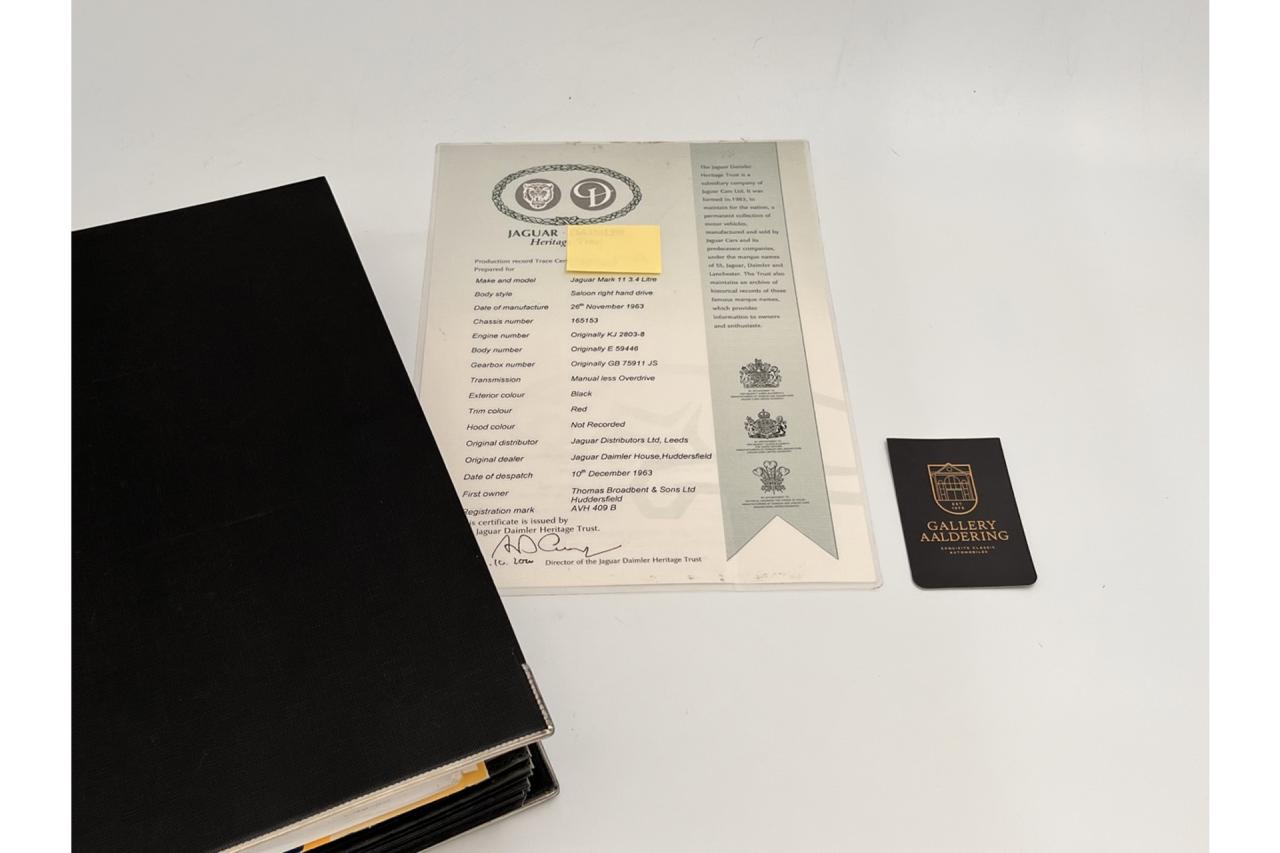 JAGUAR
Heritag
Production record Trace Cer
Prepared for
Make and model Jaguar Mark 11 3.4 Litre
Body style Saloon right hand drive
Date of manufacture 26th November 1963
Chassis number 165153
Engine number Originally KJ 2803-8
Body number Originally E 59446
Gearbox number Originally GB 75911 JS
Transmission Manual less Overdrive
Exterior colour Black
Trim colour Red
Hood colour Not Recorded
Original distributor Jaguar Distributors Ltd, Leeds
Original dealer Jaguar Daimler House,Huddersfield
Date of despatch 10th December 1963
First owner Thomas Broadbent & Sons Ltd
Huddersfield
Registration mark AVH 409 B
is certificate is issued by
Jaguar Daimler Heritage Trust.
Director of the Jaguar Daimler Heritage Trust
The Jaguar Daimler
Heritage Trust is a
subsidiary company of
Jaguar Cars Ltd. It was
formed in 1983, to
maintain for the nation, a
permanent collection of
motor vehicles,
manufactured and sold by
Jaguar Cars and its
predecessor companies,
under the marque names
of SS, Jaguar, Daimler and
Lanchester. The Trust also
maintains an archive of
historical records of these
famous marque names,
which provides
information to owners
and enthusiasts.
EST
1975
GALLERY
AALDERING
EXQUISITE CLASSIC
AUTOMOBILES